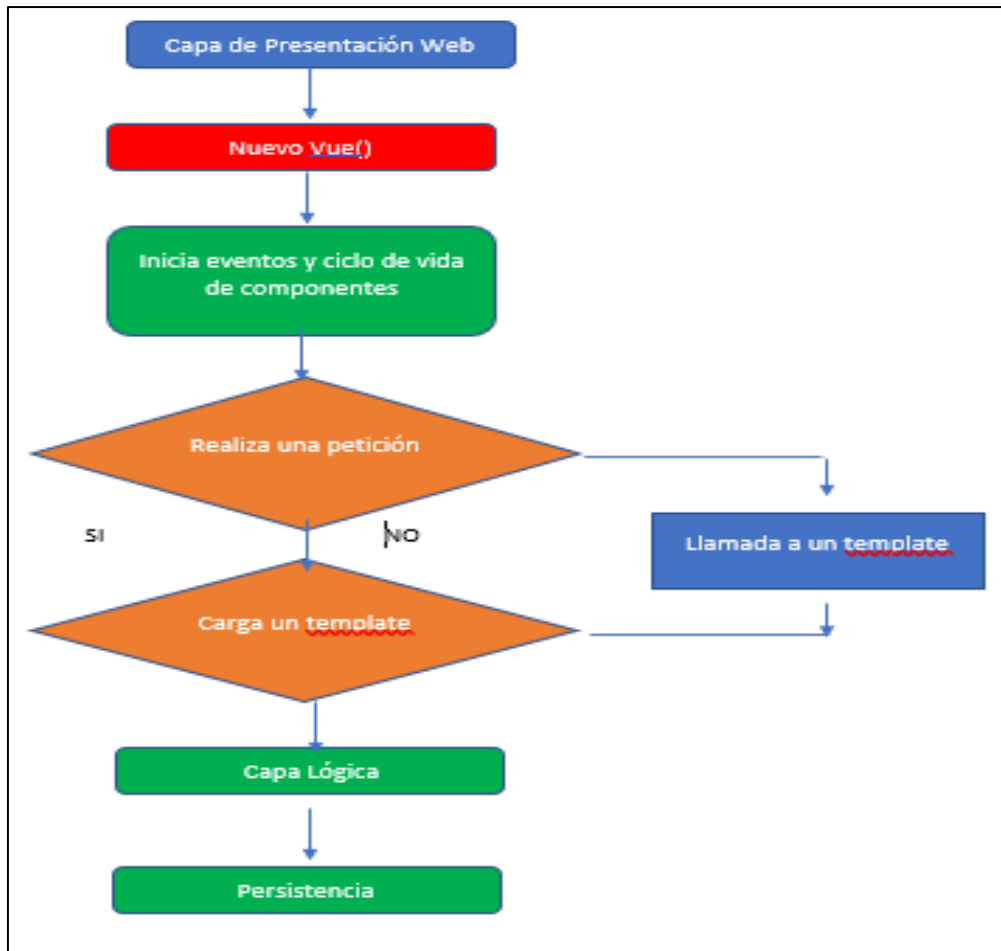 Capa de Presentación Web
Nuevo Vue()
Inicia eventos y ciclo de vida
de componentes
Realiza una petición
SI
NO
Llamada a un template
Carga un template
Capa Lógica
Persistencia